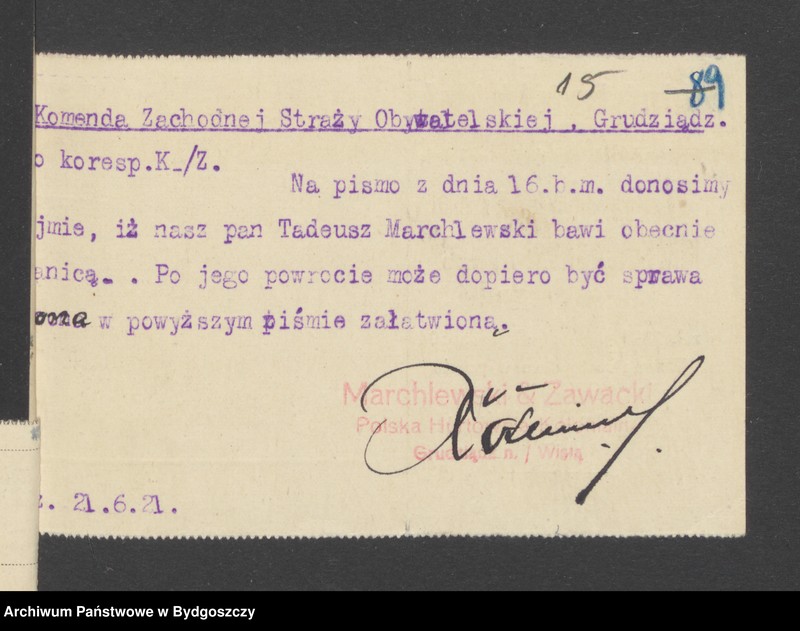 15 89
Komenda Zachodnej Straży Obywatelskiej, Grudziądz.
o koresp.K-/Z.
Na pismo z dnia 16.b.m. donosimy
jmie, iż nasz pan Tadeusz Marchlewski bawi obecnie
anicą. . Po jego powrocie może dopiero być sprawa
w powyższym piśmie załatwioną.
Marchlewski & Zawacki
Polska
Grudziądz n. / Wisłą
z. 21.6.21.
Archiwum Państwowe w Bydgoszczy